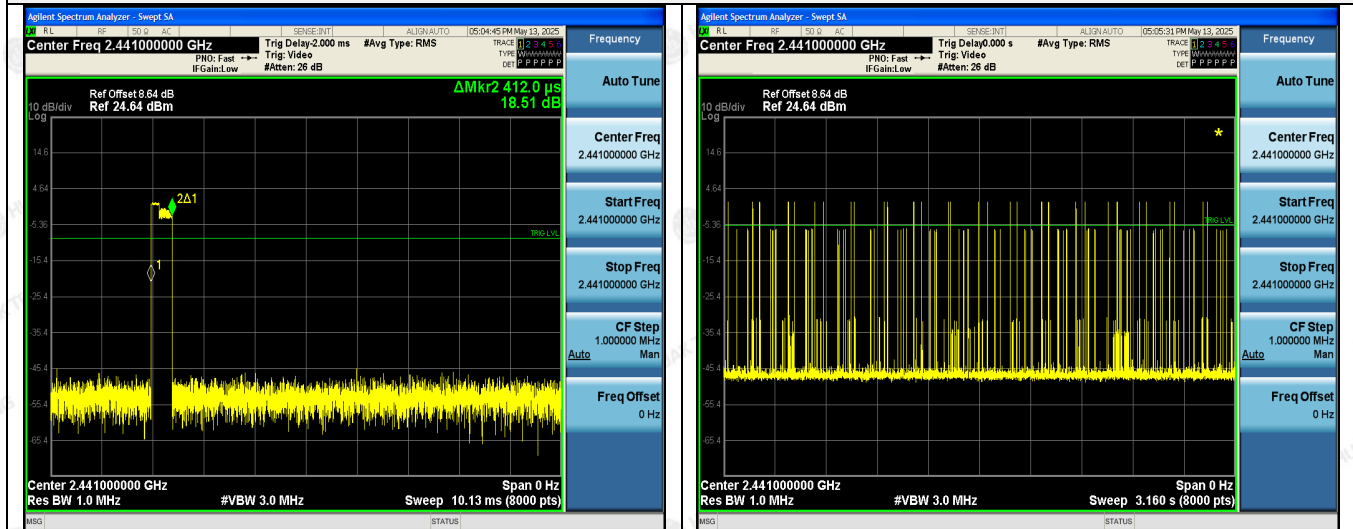 Agilent Spectrum Analyzer - Swept SA
LXI RL RF 50 Ω AC SENSE:INT ALIGN AUTO 05:04:45 PM May 13, 2025
Center Freq 2.441000000 GHz
Trig Delay-2.000 ms #Avg Type: RMS
TRACE 1 2 3 4 5 6
PNO: Fast Trig: Video
TYPE WWWWWW
IFGain:Low #Atten: 26 dB
DET P P P P P P
ΔMkr2 412.0 µs
18.51 dB
Ref Offset 8.64 dB
10 dB/div Ref 24.64 dBm
Log
14.6
4.64
-5.36
-15.4
-25.4
-35.4
-45.4
-55.4
-65.4
2Δ1
1
TRIG LVL
Center 2.441000000 GHz Span 0 Hz
Res BW 1.0 MHz #VBW 3.0 MHz Sweep 10.13 ms (8000 pts)
MSG STATUS
Frequency
Auto Tune
Center Freq
2.441000000 GHz
Start Freq
2.441000000 GHz
Stop Freq
2.441000000 GHz
CF Step
1.000000 MHz
Auto Man
Freq Offset
0 Hz
Agilent Spectrum Analyzer - Swept SA
LXI RL RF 50 Ω AC SENSE:INT ALIGN AUTO 05:05:31 PM May 13, 2025
Center Freq 2.441000000 GHz
Trig Delay0.000 s #Avg Type: RMS
TRACE 1 2 3 4 5 6
PNO: Fast Trig: Video
TYPE WWWWWW
IFGain:Low #Atten: 26 dB
DET P P P P P P
Ref Offset 8.64 dB
10 dB/div Ref 24.64 dBm
Log
*
14.6
4.64
-5.36
-15.4
-25.4
-35.4
-45.4
-55.4
-65.4
TRIG LVL
Center 2.441000000 GHz Span 0 Hz
Res BW 1.0 MHz #VBW 3.0 MHz Sweep 3.160 s (8000 pts)
MSG STATUS
Frequency
Auto Tune
Center Freq
2.441000000 GHz
Start Freq
2.441000000 GHz
Stop Freq
2.441000000 GHz
CF Step
1.000000 MHz
Auto Man
Freq Offset
0 Hz